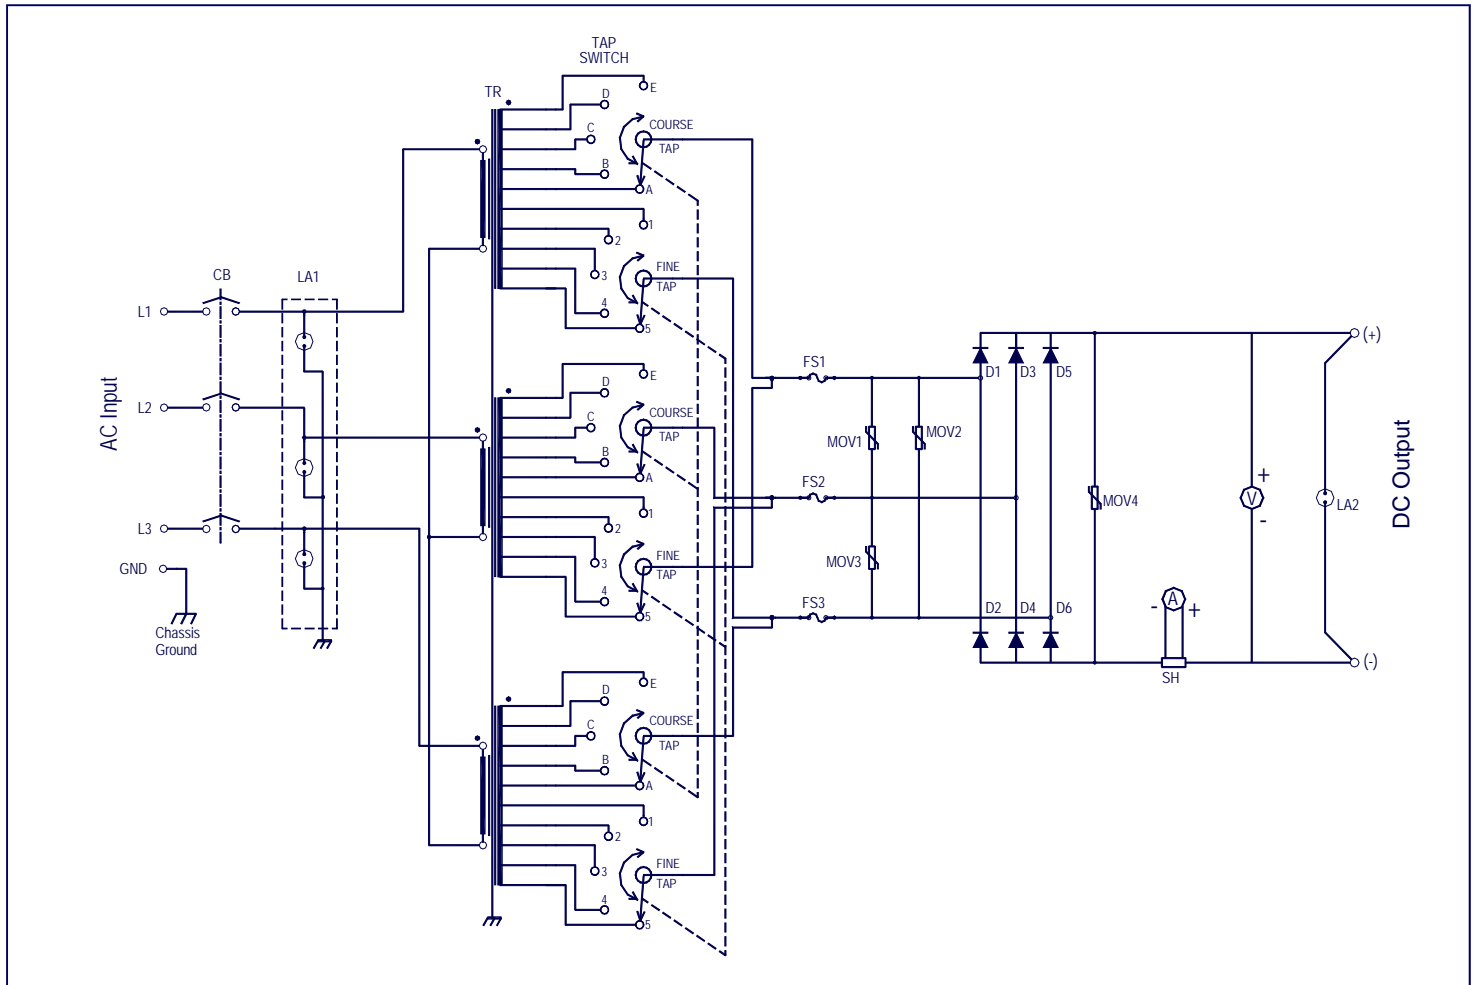 TAP
SWITCH
TR
E
D
C
B
A
COURSE
TAP
1
2
3
4
5
FINE
TAP
E
D
C
B
A
COURSE
TAP
1
2
3
4
5
FINE
TAP
E
D
C
B
A
COURSE
TAP
1
2
3
4
5
FINE
TAP
CB
LA1
L1
L2
L3
GND
AC Input
Chassis
Ground
FS1
FS2
FS3
MOV1
MOV2
MOV3
D1
D3
D5
D2
D4
D6
MOV4
V
+
-
A
-
+
SH
LA2
(+)
(-)
DC Output